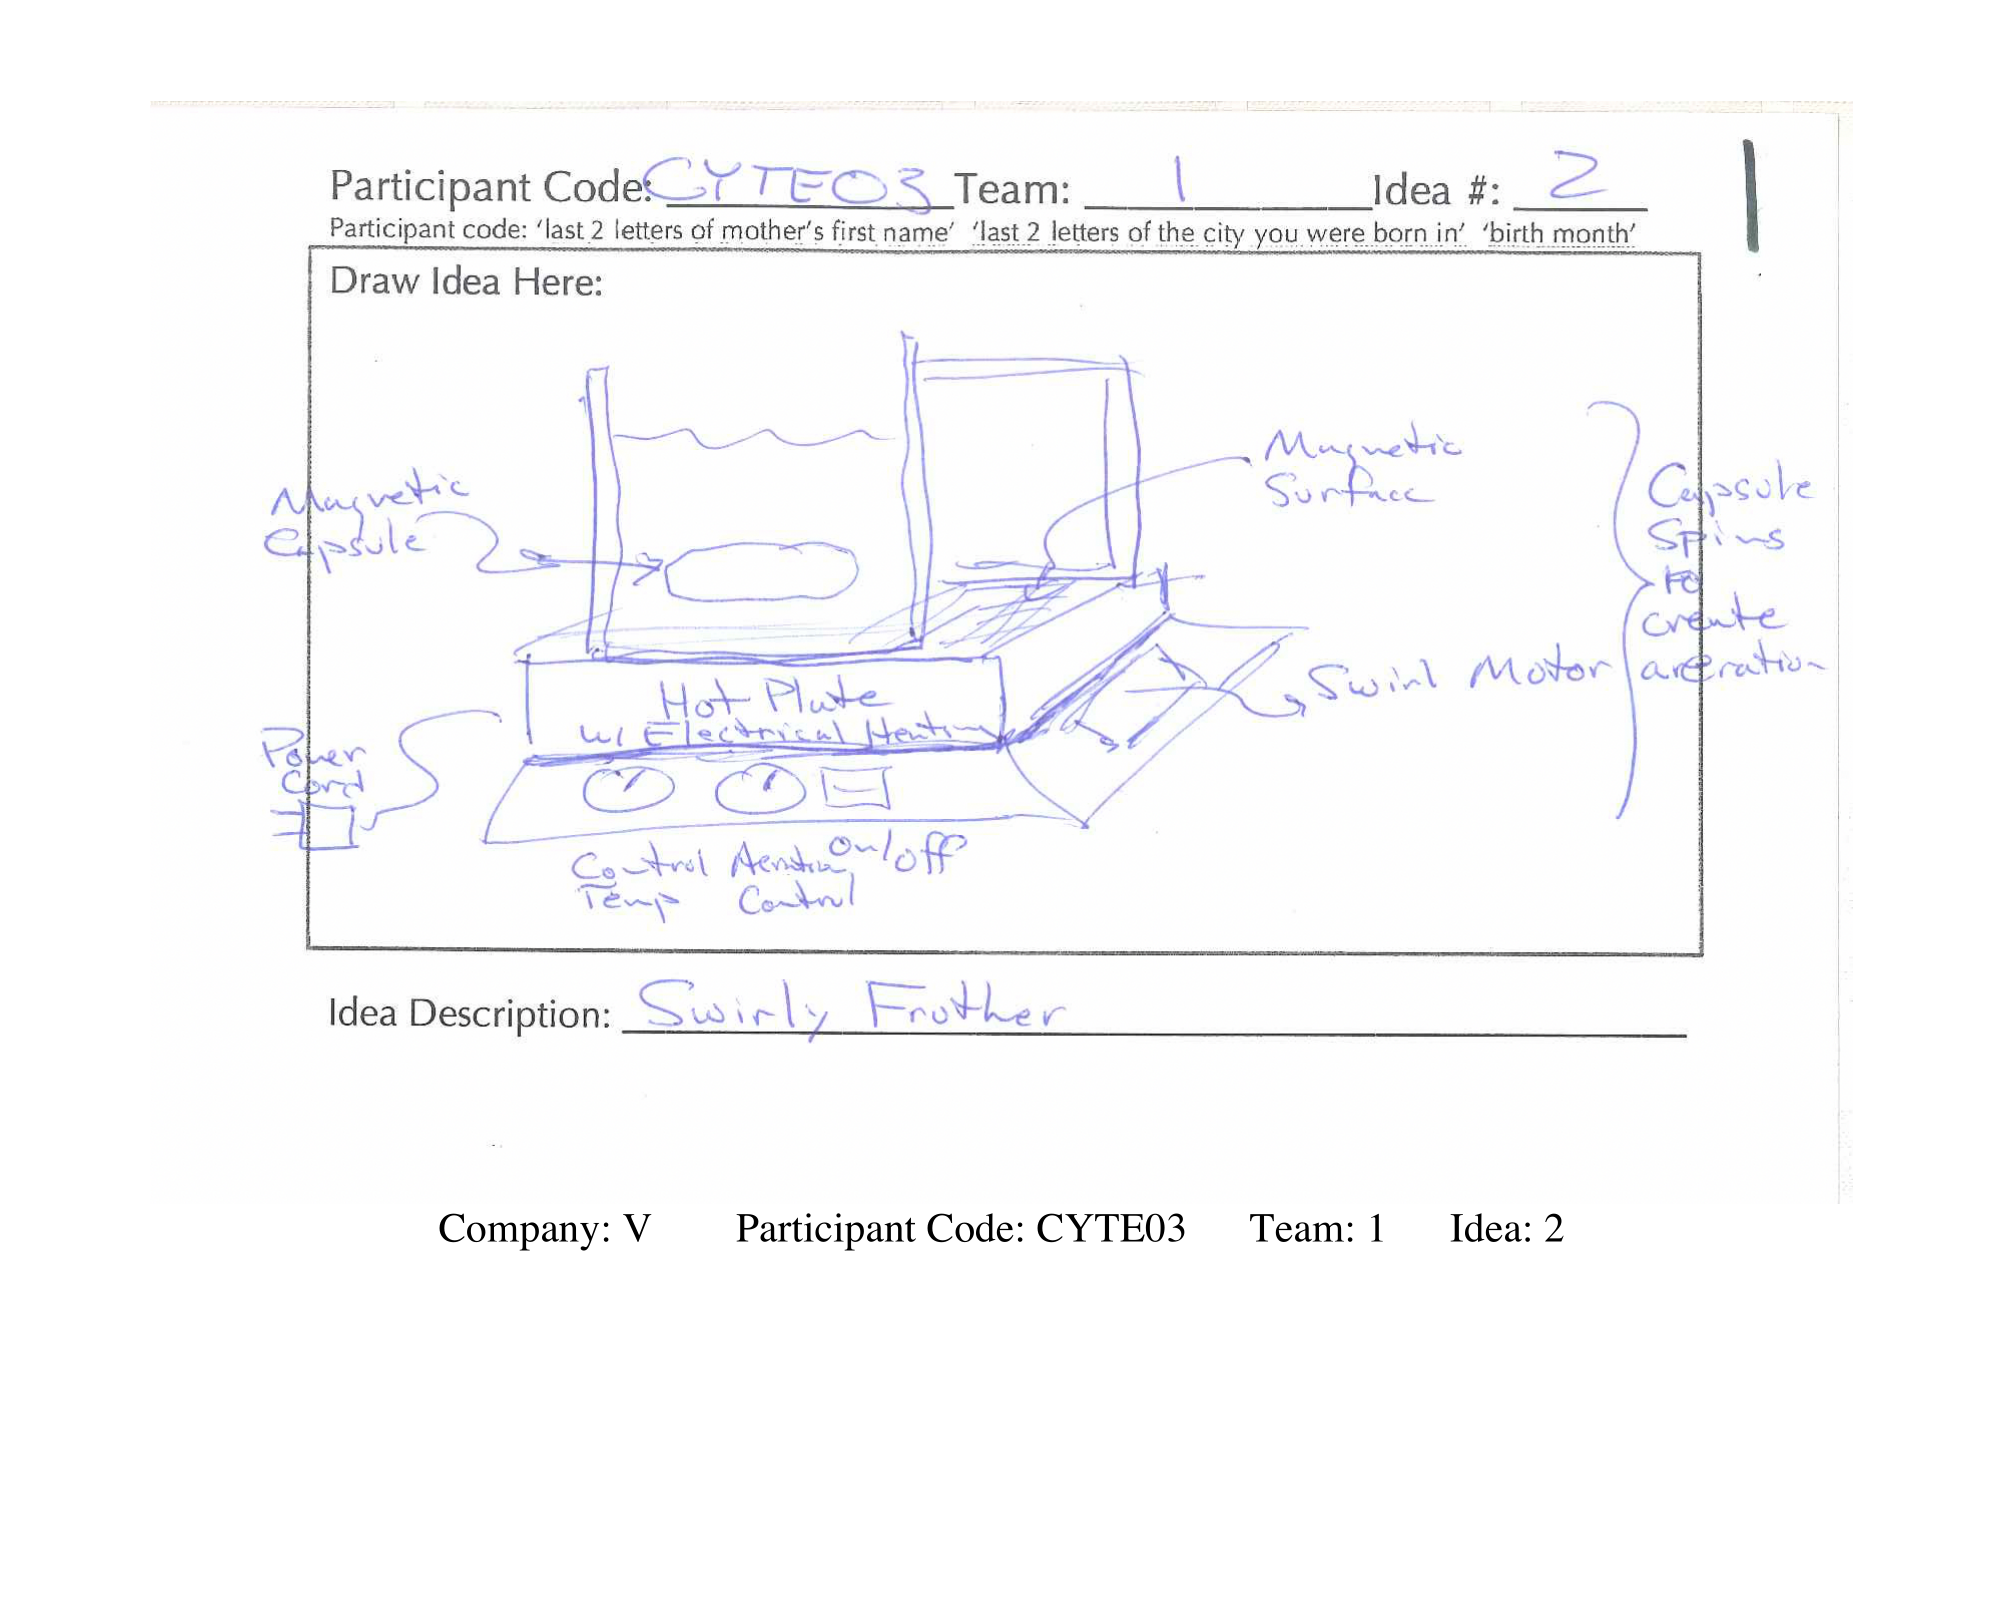 Participant Code: CYTE03 Team: 1 Idea #: 2
Participant code: ‘last 2 letters of mother’s first name’ ‘last 2 letters of the city you were born in’ ‘birth month’
Draw Idea Here:
Magnetic
Capsule
Magnetic
Surface
Capsule
Spins
to
create
areration
Swirl Motor
Hot Plate
w/ Electrical Heating
Power
Cord
Control
Temp
Aeration
Control
on/off
Idea Description: Swirly Frother
Company: V Participant Code: CYTE03 Team: 1 Idea: 2